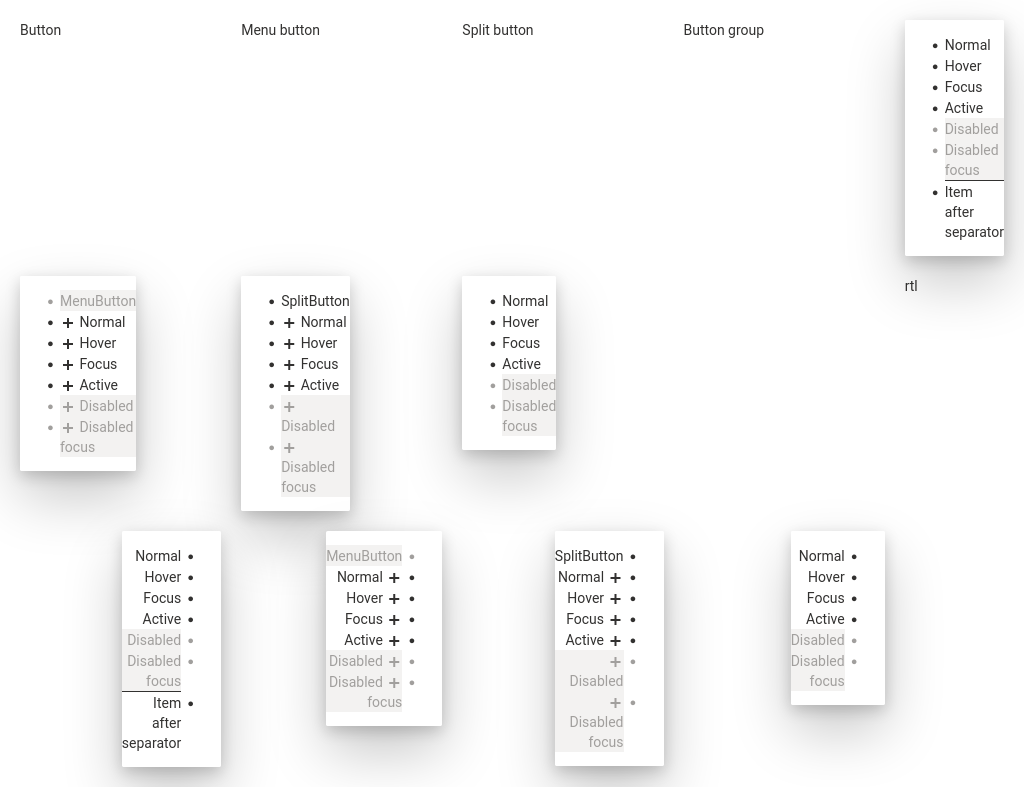 Button
Menu button
Split button
Button group
• Normal
• Hover
• Focus
• Active
• Disabled
• Disabled
focus
• Item
after
separator
• MenuButton
• + Normal
• + Hover
• + Focus
• + Active
• + Disabled
• + Disabled
focus
• SplitButton
• + Normal
• + Hover
• + Focus
• + Active
• +
Disabled
• +
Disabled
focus
• Normal
• Hover
• Focus
• Active
• Disabled
• Disabled
focus
rtl
Normal •
Hover •
Focus •
Active •
Disabled •
Disabled •
focus
Item •
after
separator
MenuButton •
Normal + •
Hover + •
Focus + •
Active + •
Disabled + •
Disabled + •
focus
SplitButton •
Normal + •
Hover + •
Focus + •
Active + •
+ •
Disabled
+ •
Disabled
focus
Normal •
Hover •
Focus •
Active •
Disabled •
Disabled •
focus